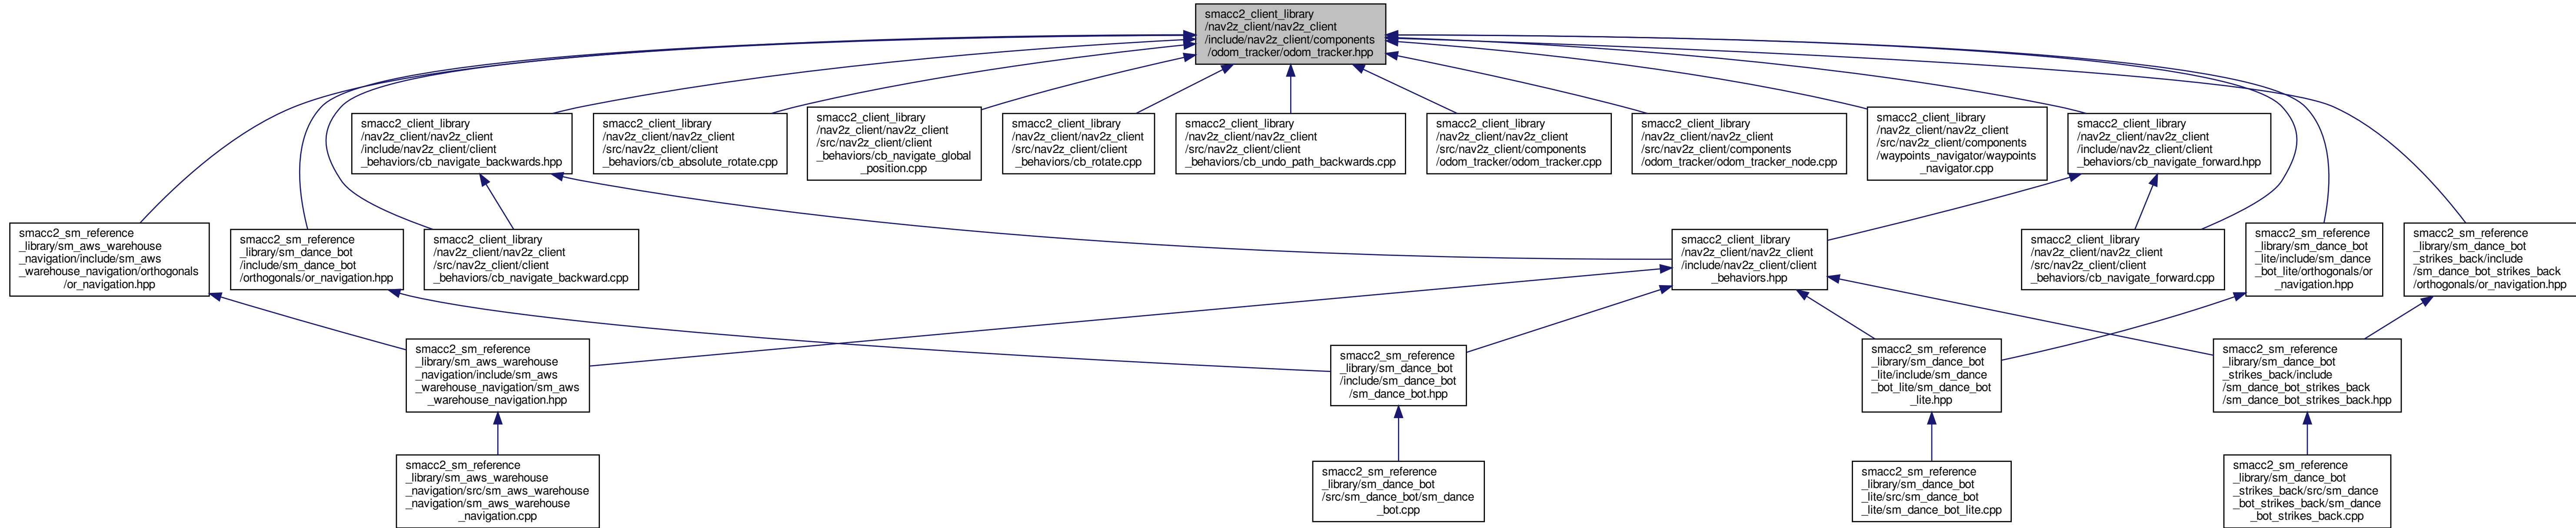 smacc2_client_library
/nav2z_client/nav2z_client
/include/nav2z_client/components
/odom_tracker/odom_tracker.hpp
smacc2_client_library
/nav2z_client/nav2z_client
/include/nav2z_client/client
_behaviors/cb_navigate_backwards.hpp
smacc2_client_library
/nav2z_client/nav2z_client
/src/nav2z_client/client
_behaviors/cb_absolute_rotate.cpp
smacc2_client_library
/nav2z_client/nav2z_client
/src/nav2z_client/client
_behaviors/cb_navigate_global
_position.cpp
smacc2_client_library
/nav2z_client/nav2z_client
/src/nav2z_client/client
_behaviors/cb_rotate.cpp
smacc2_client_library
/nav2z_client/nav2z_client
/src/nav2z_client/client
_behaviors/cb_undo_path_backwards.cpp
smacc2_client_library
/nav2z_client/nav2z_client
/src/nav2z_client/components
/odom_tracker/odom_tracker.cpp
smacc2_client_library
/nav2z_client/nav2z_client
/src/nav2z_client/components
/odom_tracker/odom_tracker_node.cpp
smacc2_client_library
/nav2z_client/nav2z_client
/src/nav2z_client/components
/waypoints_navigator/waypoints
_navigator.cpp
smacc2_client_library
/nav2z_client/nav2z_client
/include/nav2z_client/client
_behaviors/cb_navigate_forward.hpp
smacc2_sm_reference
_library/sm_aws_warehouse
_navigation/include/sm_aws
_warehouse_navigation/orthogonals
/or_navigation.hpp
smacc2_sm_reference
_library/sm_dance_bot
/include/sm_dance_bot
/orthogonals/or_navigation.hpp
smacc2_client_library
/nav2z_client/nav2z_client
/src/nav2z_client/client
_behaviors/cb_navigate_backward.cpp
smacc2_client_library
/nav2z_client/nav2z_client
/include/nav2z_client/client
_behaviors.hpp
smacc2_client_library
/nav2z_client/nav2z_client
/src/nav2z_client/client
_behaviors/cb_navigate_forward.cpp
smacc2_sm_reference
_library/sm_dance_bot
_lite/include/sm_dance
_bot_lite/orthogonals/or
_navigation.hpp
smacc2_sm_reference
_library/sm_dance_bot
_strikes_back/include
/sm_dance_bot_strikes_back
/orthogonals/or_navigation.hpp
smacc2_sm_reference
_library/sm_aws_warehouse
_navigation/include/sm_aws
_warehouse_navigation/sm_aws
_warehouse_navigation.hpp
smacc2_sm_reference
_library/sm_dance_bot
/include/sm_dance_bot
/sm_dance_bot.hpp
smacc2_sm_reference
_library/sm_dance_bot
_lite/include/sm_dance
_bot_lite/sm_dance_bot
_lite.hpp
smacc2_sm_reference
_library/sm_dance_bot
_strikes_back/include
/sm_dance_bot_strikes_back
/sm_dance_bot_strikes_back.hpp
smacc2_sm_reference
_library/sm_aws_warehouse
_navigation/src/sm_aws_warehouse
_navigation/sm_aws_warehouse
_navigation.cpp
smacc2_sm_reference
_library/sm_dance_bot
/src/sm_dance_bot/sm_dance
_bot.cpp
smacc2_sm_reference
_library/sm_dance_bot
_lite/src/sm_dance_bot
_lite/sm_dance_bot_lite.cpp
smacc2_sm_reference
_library/sm_dance_bot
_strikes_back/src/sm_dance
_bot_strikes_back/sm_dance
_bot_strikes_back.cpp